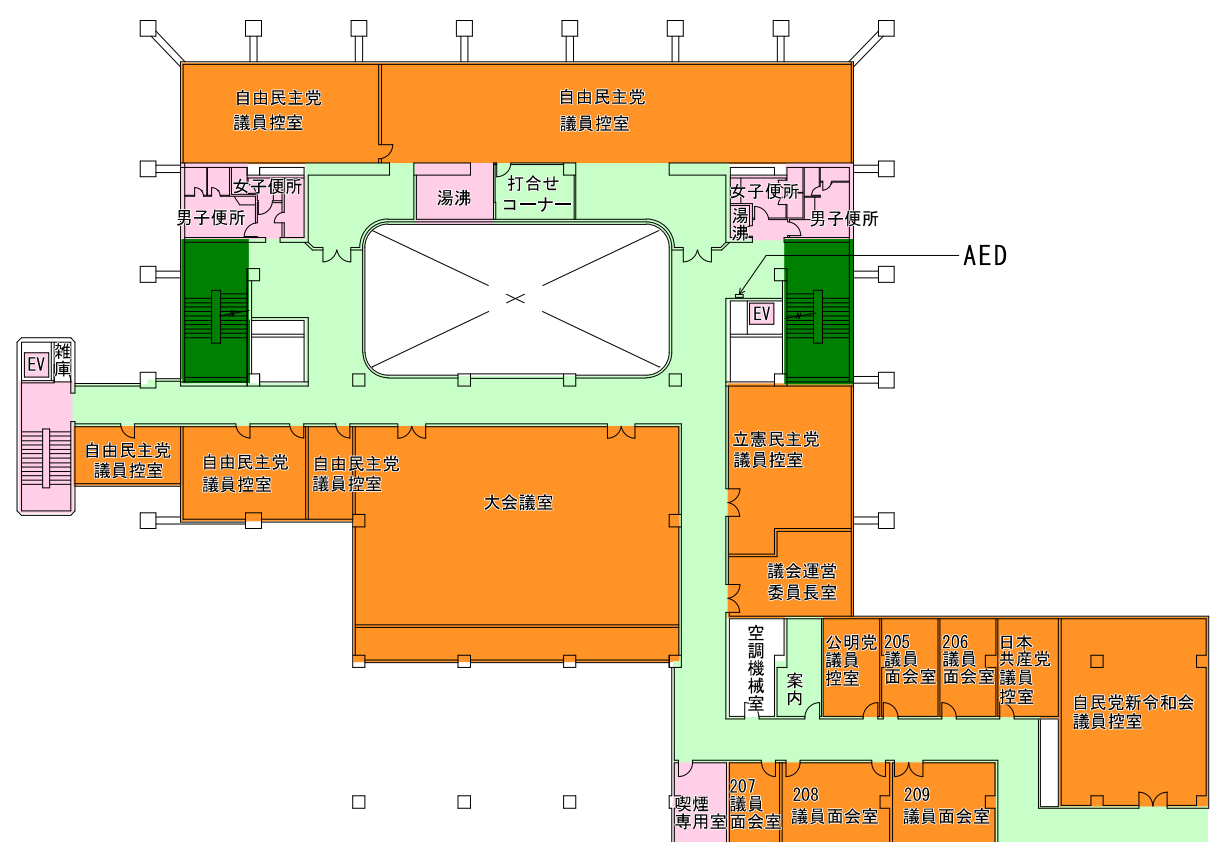 自由民主党
議員控室
自由民主党
議員控室
女子便所
男子便所
湯沸
打合せ
コーナー
女子便所
湯沸
男子便所
AED
EV
EV
雑庫
自由民主党
議員控室
自由民主党
議員控室
自由民主党
議員控室
大会議室
立憲民主党
議員控室
議会運営
委員長室
空調機械室
案内
公明党
議員
控室
205
議員
面会室
206
議員
面会室
日本
共産党
議員
控室
自民党新令和会
議員控室
喫煙
専用室
207
議員
面会室
208
議員面会室
209
議員面会室